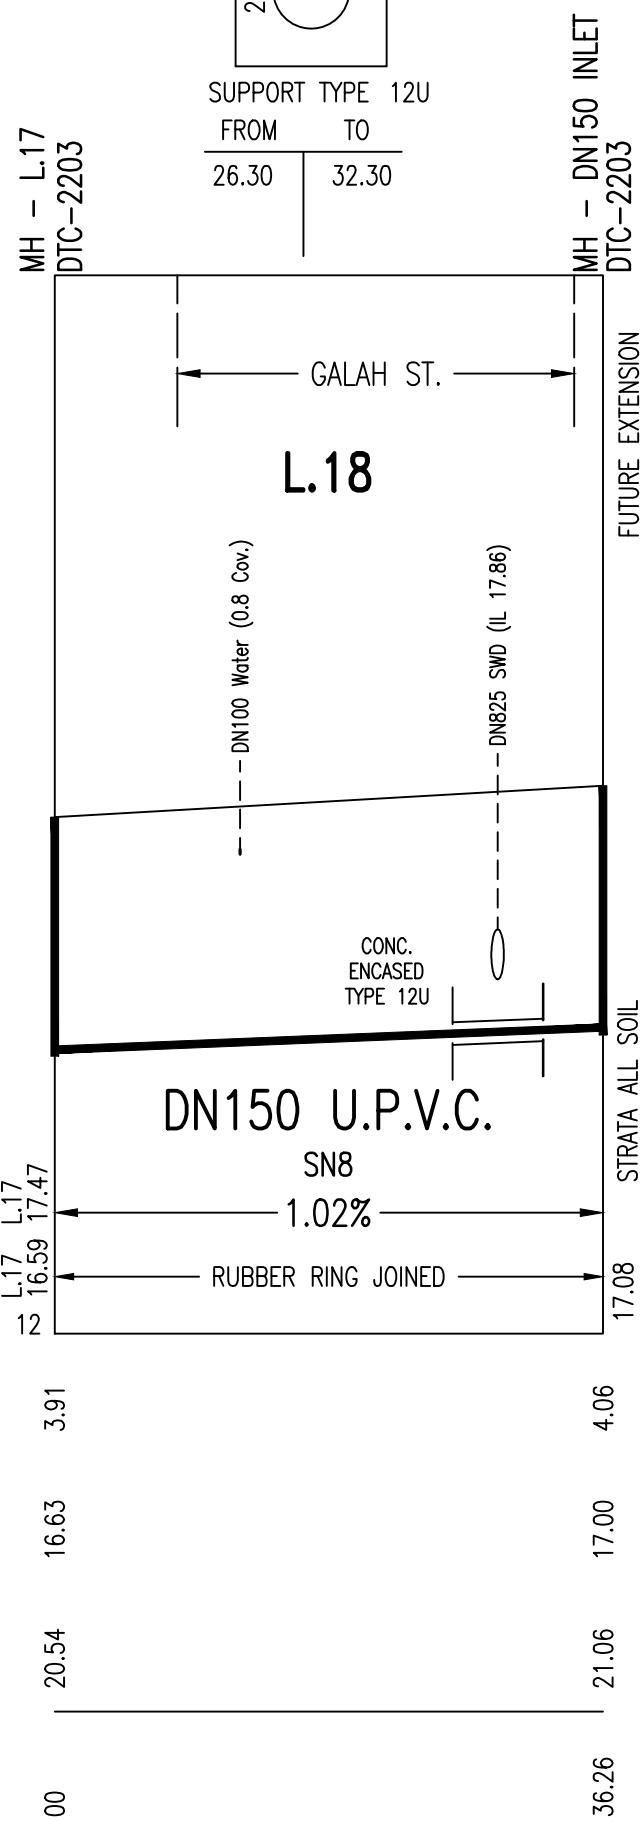 2
SUPPORT TYPE 12U
FROM TO
26.30 32.30
MH - L.17
DTC-2203
MH - DN150 INLET
DTC-2203
GALAH ST.
FUTURE EXTENSION
L.18
DN100 Water (0.8 Cov.)
DN825 SWD (IL 17.86)
CONC.
ENCASED
TYPE 12U
STRATA ALL SOIL
DN150 U.P.V.C.
SN8
L.17 L.17
16.59 17.47
1.02%
RUBBER RING JOINED
17.08
12
3.91 4.06
16.63 17.00
20.54 21.06
00 36.26